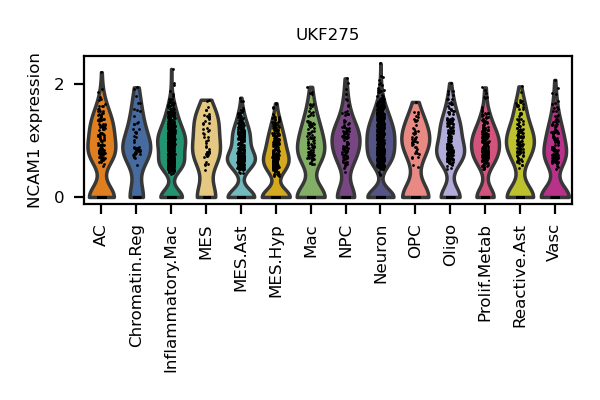 UKF275
NCAM1 expression
2
0
AC
Chromatin.Reg
Inflammatory.Mac
MES
MES.Ast
MES.Hyp
Mac
NPC
Neuron
OPC
Oligo
Prolif.Metab
Reactive.Ast
Vasc